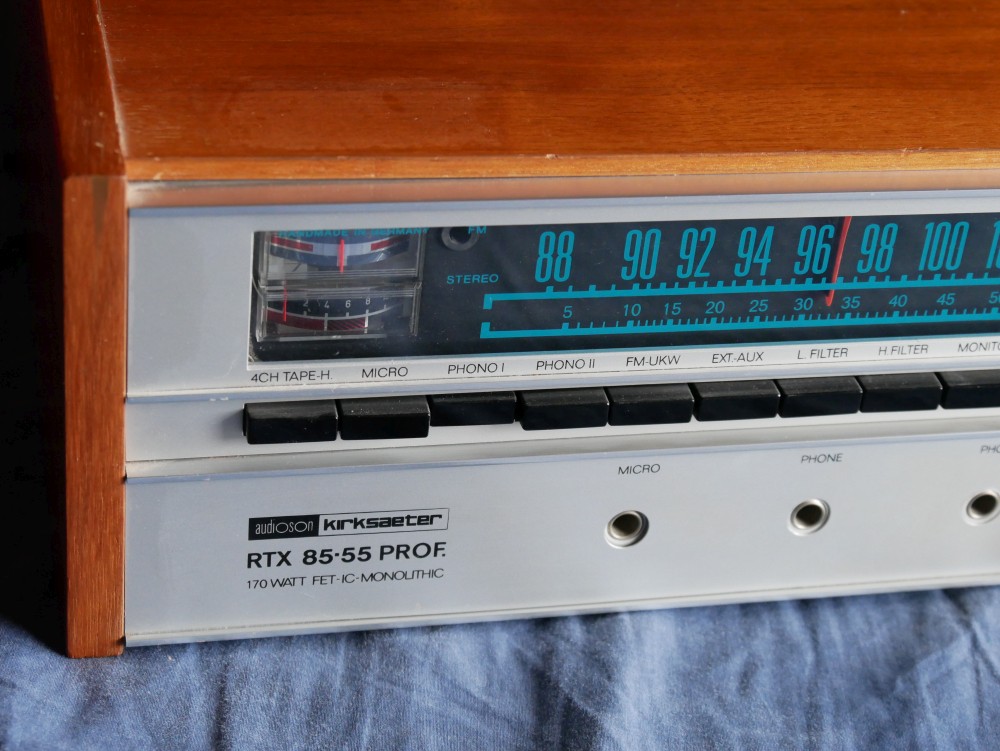 HANDMADE IN GERMANY
FM
STEREO
88 90 92 94 96 98 100
5 10 15 20 25 30 35 40 45
2 4 6 8
4CH TAPE-H. MICRO PHONO I PHONO II FM-UKW EXT.-AUX L. FILTER H.FILTER
MICRO PHONE
audioson kirksaeter
RTX 85·55 PROF.
170 WATT FET-IC-MONOLITHIC